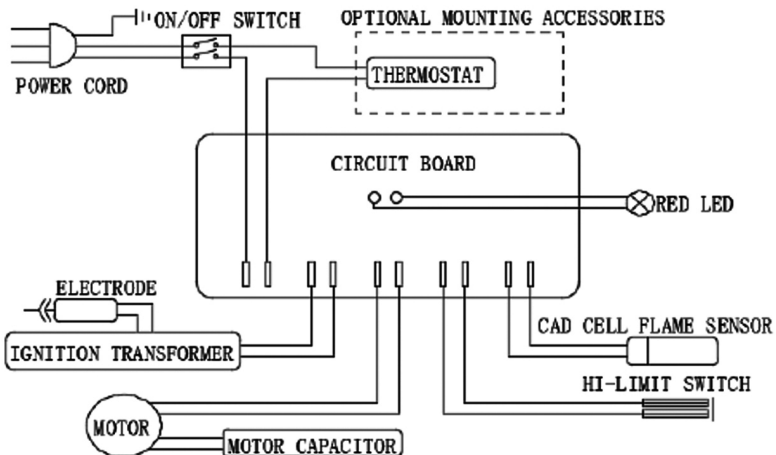 ON/OFF SWITCH
OPTIONAL MOUNTING ACCESSORIES
POWER CORD
THERMOSTAT
CIRCUIT BOARD
RED LED
ELECTRODE
IGNITION TRANSFORMER
CAD CELL FLAME SENSOR
HI-LIMIT SWITCH
MOTOR
MOTOR CAPACITOR